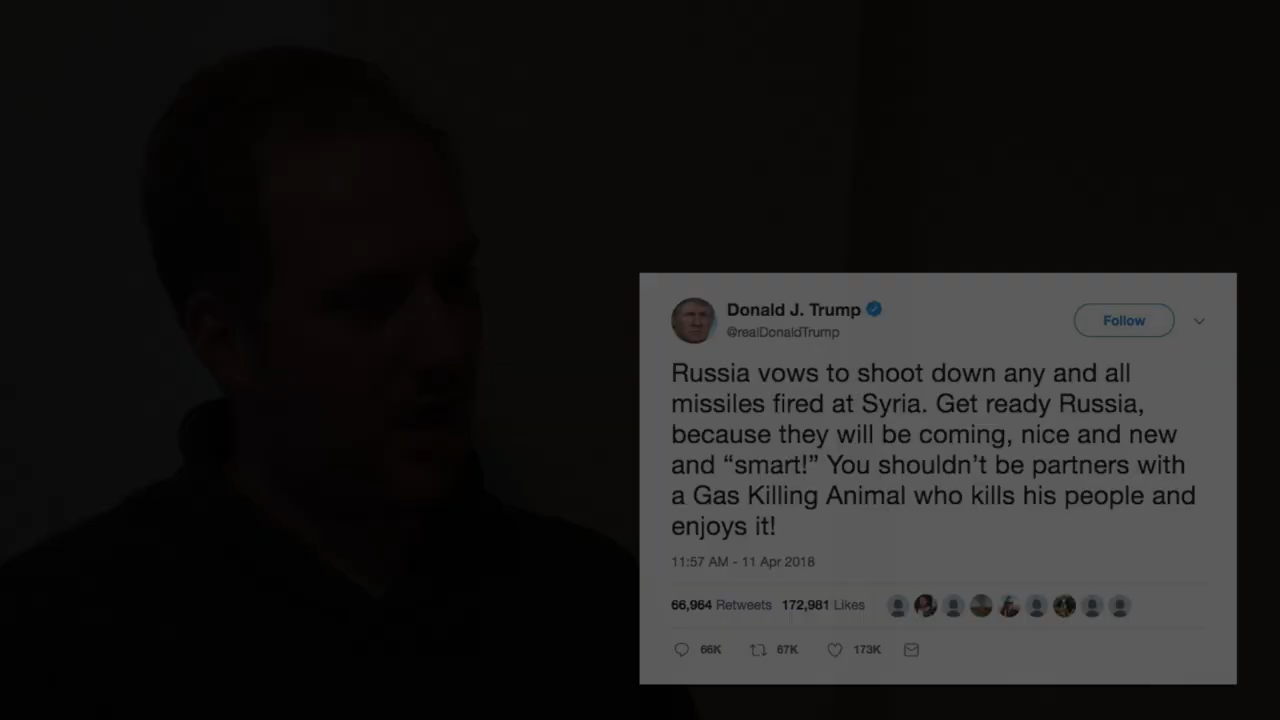 Donald J. Trump
@realDonaldTrump
Follow
Russia vows to shoot down any and all
missiles fired at Syria. Get ready Russia,
because they will be coming, nice and new
and “smart!” You shouldn’t be partners with
a Gas Killing Animal who kills his people and
enjoys it!
11:57 AM - 11 Apr 2018
66,964 Retweets 172,981 Likes
66K 67K 173K